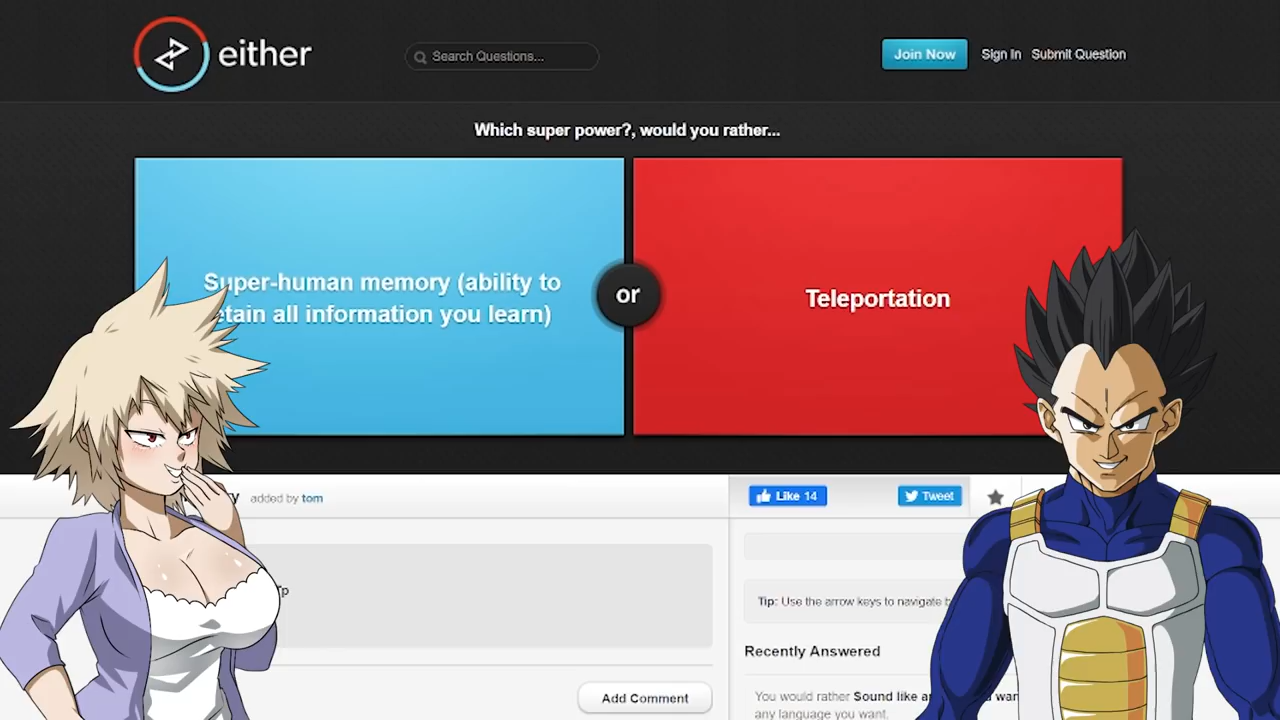 either
Search Questions...
Join Now
Sign In
Submit Question
Which super power?, would you rather...
Super-human memory (ability to
retain all information you learn)
or
Teleportation
added by tom
Like 14
Tweet
Tip: Use the arrow keys to navigate
Recently Answered
Add Comment
You would rather Sound like
any language you want.